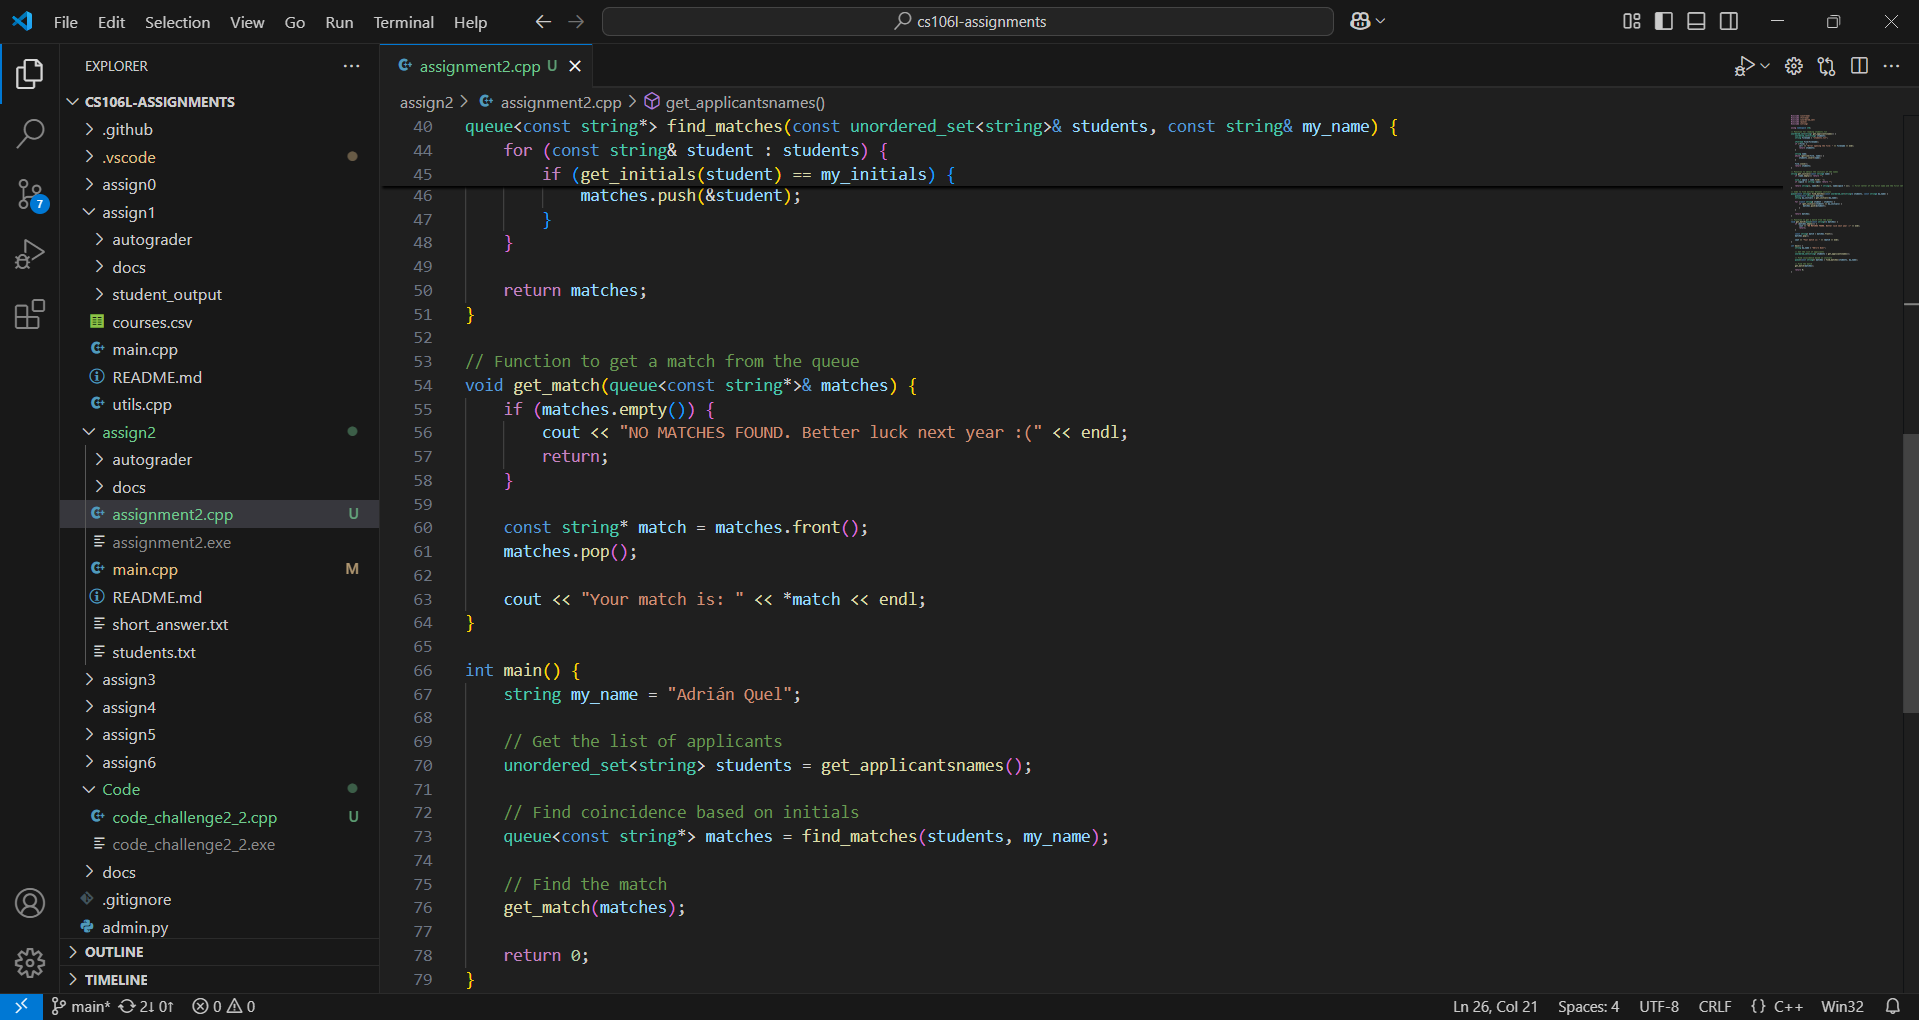 File Edit Selection View Go Run Terminal Help
cs106l-assignments
EXPLORER
CS106L-ASSIGNMENTS
.github
.vscode
assign0
assign1
autograder
docs
student_output
courses.csv
main.cpp
README.md
utils.cpp
assign2
autograder
docs
assignment2.cpp U
assignment2.exe
main.cpp M
README.md
short_answer.txt
students.txt
assign3
assign4
assign5
assign6
Code
code_challenge2_2.cpp U
code_challenge2_2.exe
docs
.gitignore
admin.py
OUTLINE
TIMELINE
7
assignment2.cpp U
assign2 > assignment2.cpp > get_applicantsnames()
40 queue<const string*> find_matches(const unordered_set<string>& students, const string& my_name) {
44 for (const string& student : students) {
45 if (get_initials(student) == my_initials) {
46 matches.push(&student);
47 }
48 }
49
50 return matches;
51 }
52
53 // Function to get a match from the queue
54 void get_match(queue<const string*>& matches) {
55 if (matches.empty()) {
56 cout << "NO MATCHES FOUND. Better luck next year :(" << endl;
57 return;
58 }
59
60 const string* match = matches.front();
61 matches.pop();
62
63 cout << "Your match is: " << *match << endl;
64 }
65
66 int main() {
67 string my_name = "Adrián Quel";
68
69 // Get the list of applicants
70 unordered_set<string> students = get_applicantsnames();
71
72 // Find coincidence based on initials
73 queue<const string*> matches = find_matches(students, my_name);
74
75 // Find the match
76 get_match(matches);
77
78 return 0;
79 }
main* 2↓ 0↑ 0 0
Ln 26, Col 21 Spaces: 4 UTF-8 CRLF {} C++ Win32